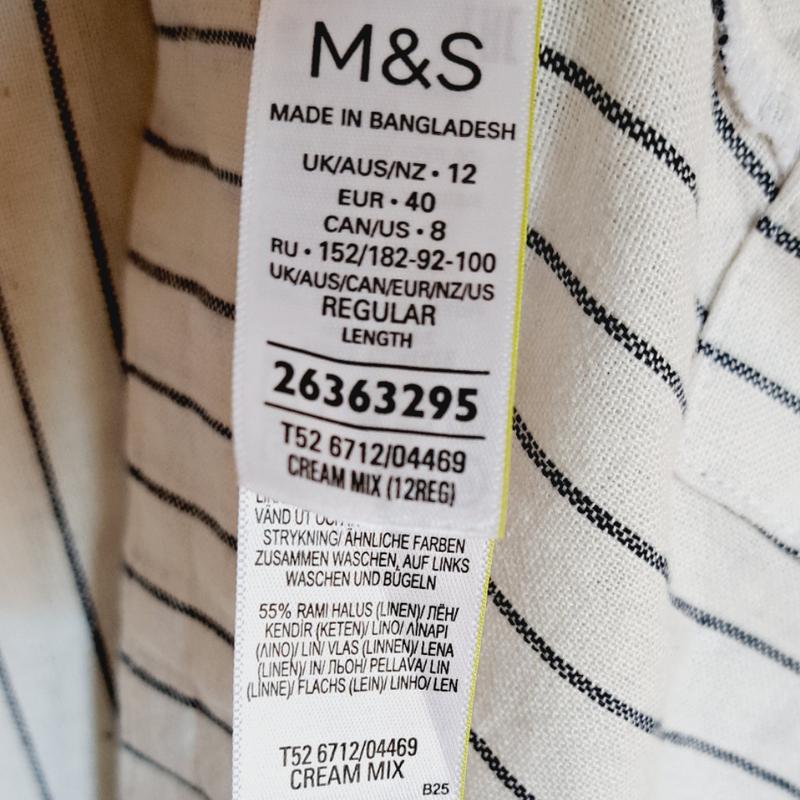 M&S
MADE IN BANGLADESH
UK/AUS/NZ • 12
EUR • 40
CAN/US • 8
RU • 152/182-92-100
UK/AUS/CAN/EUR/NZ/US
REGULAR
LENGTH
26363295
T52 6712/04469
CREAM MIX (12REG)
VÄND UT
STRYKNING/ ÄHNLICHE FARBEN
ZUSAMMEN WASCHEN, AUF LINKS
WASCHEN UND BÜGELN
55% RAMI HALUS (LINEN)/ ЛЁН/
KENDİR (KETEN)/ LINO/ ΛΙΝΑΡΙ
(ΛΙΝΟ)/ LIN/ VLAS (LINNEN)/ LENA
(LINEN)/ IN/ ЛЬОН/ PELLAVA/ LIN
(LINNE)/ FLACHS (LEIN)/ LINHO/ LEN
T52 6712/04469
CREAM MIX
B25